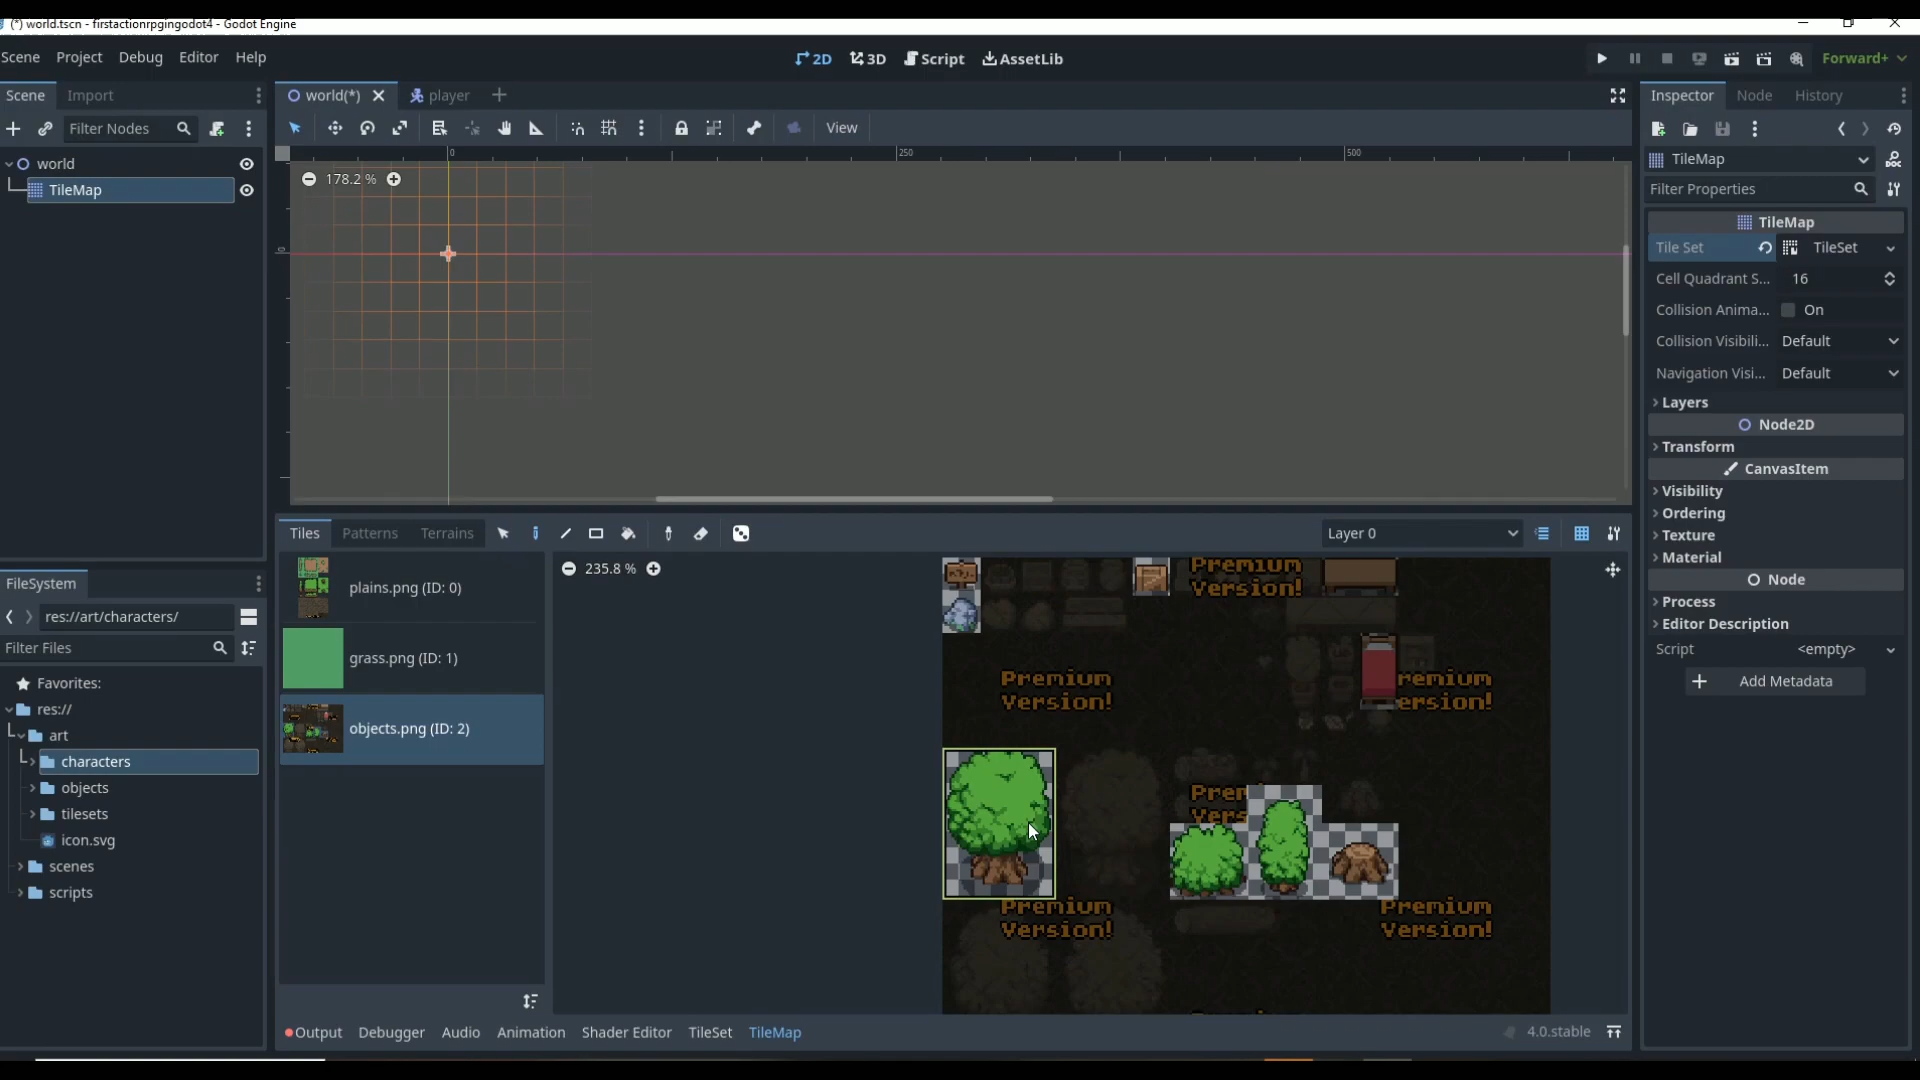 (*) world.tscn - firstactionrpgingodot4 - Godot Engine
Scene Project Debug Editor Help
2D 3D Script AssetLib
Forward+
Scene Import
world(*) player
Inspector Node History
Filter Nodes
View
0 250 500
178.2 %
0
world
TileMap
TileMap
Filter Properties
TileMap
Tile Set TileSet
Cell Quadrant S... 16
Collision Anima... On
Collision Visibili... Default
Navigation Visi... Default
Layers
Node2D
Transform
CanvasItem
Visibility
Ordering
Texture
Material
Node
Process
Editor Description
Script <empty>
Add Metadata
Tiles Patterns Terrains
Layer 0
plains.png (ID: 0)
grass.png (ID: 1)
objects.png (ID: 2)
235.8 %
Premium
Version!
Premium
Version!
remium
ersion!
Prem
Vers
Premium
Version!
Premium
Version!
FileSystem
res://art/characters/
Filter Files
Favorites:
res://
art
characters
objects
tilesets
icon.svg
scenes
scripts
Output Debugger Audio Animation Shader Editor TileSet TileMap
4.0.stable